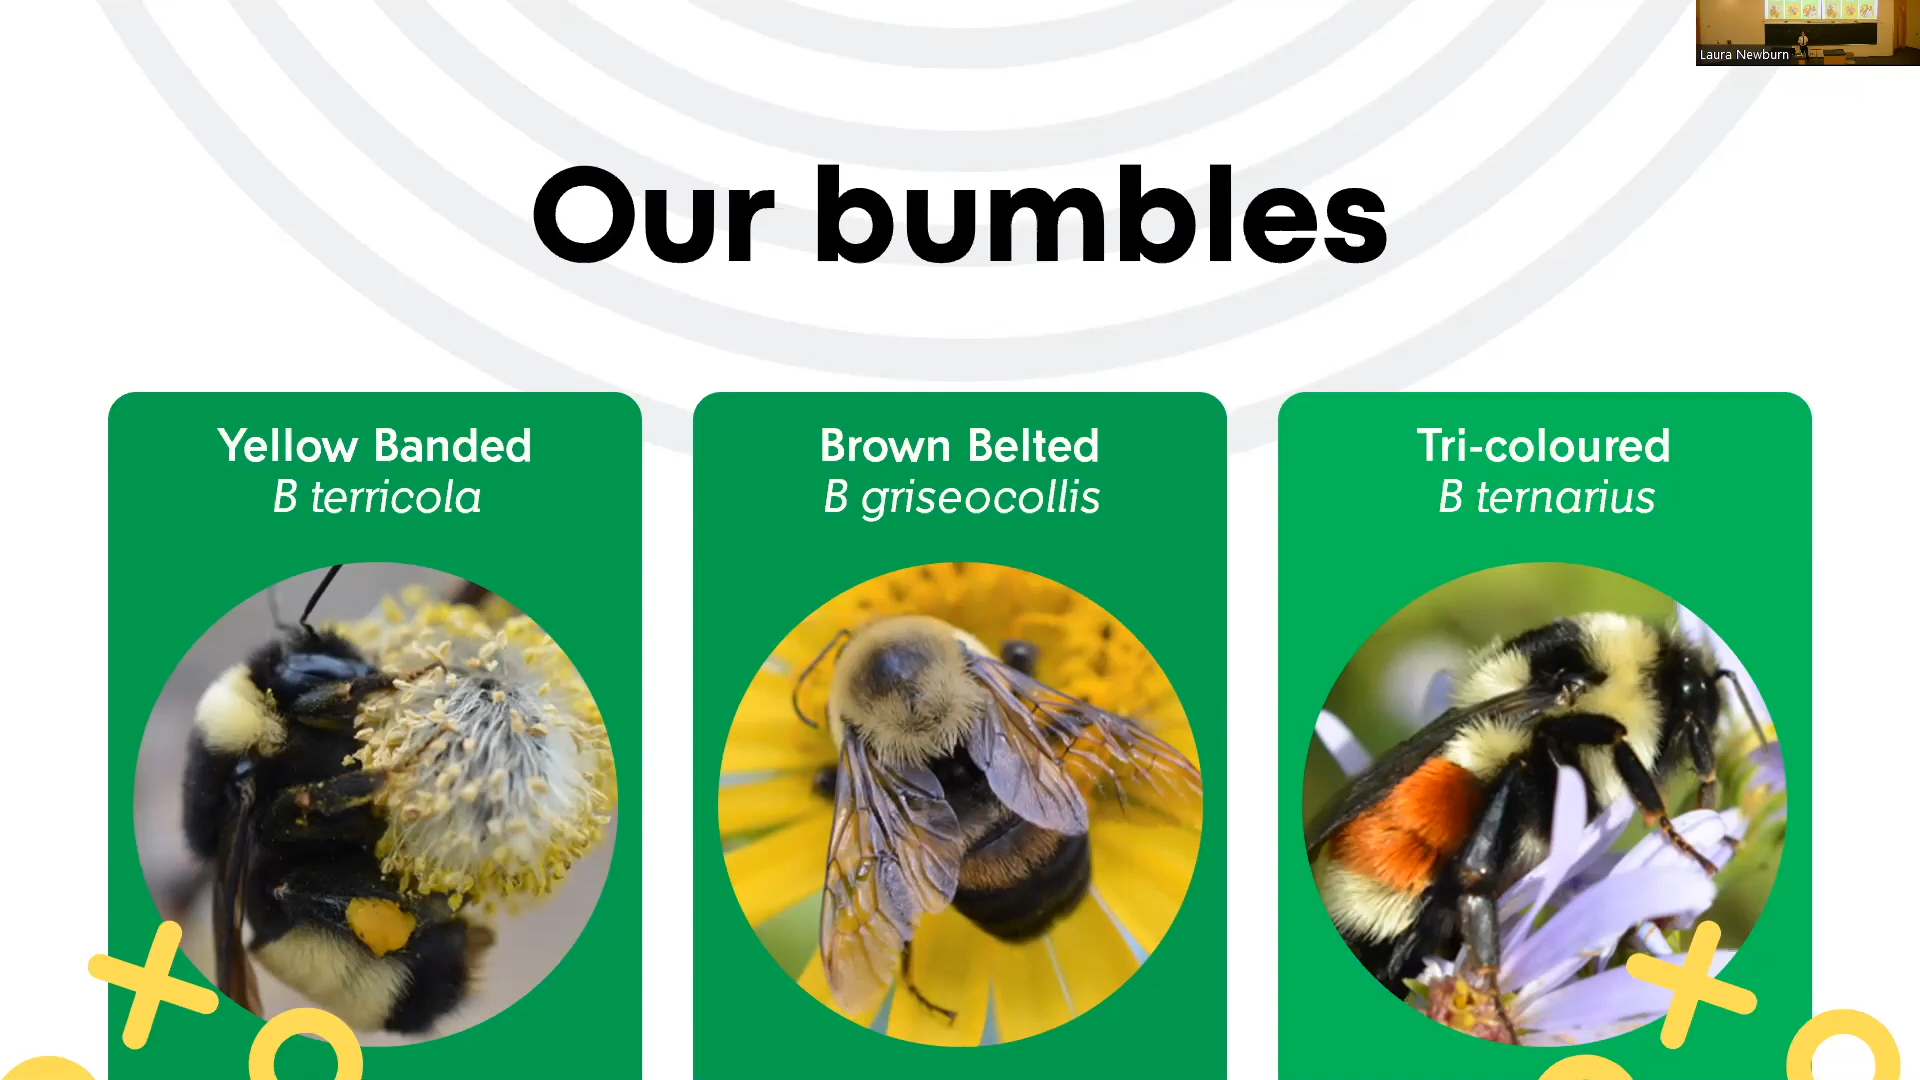 Laura Newburn
Our bumbles
Yellow Banded
B terricola
Brown Belted
B griseocollis
Tri-coloured
B ternarius